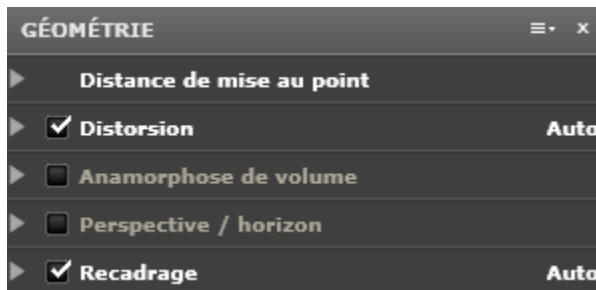 GÉOMÉTRIE
Distance de mise au point
Distorsion Auto
Anamorphose de volume
Perspective / horizon
Recadrage Auto